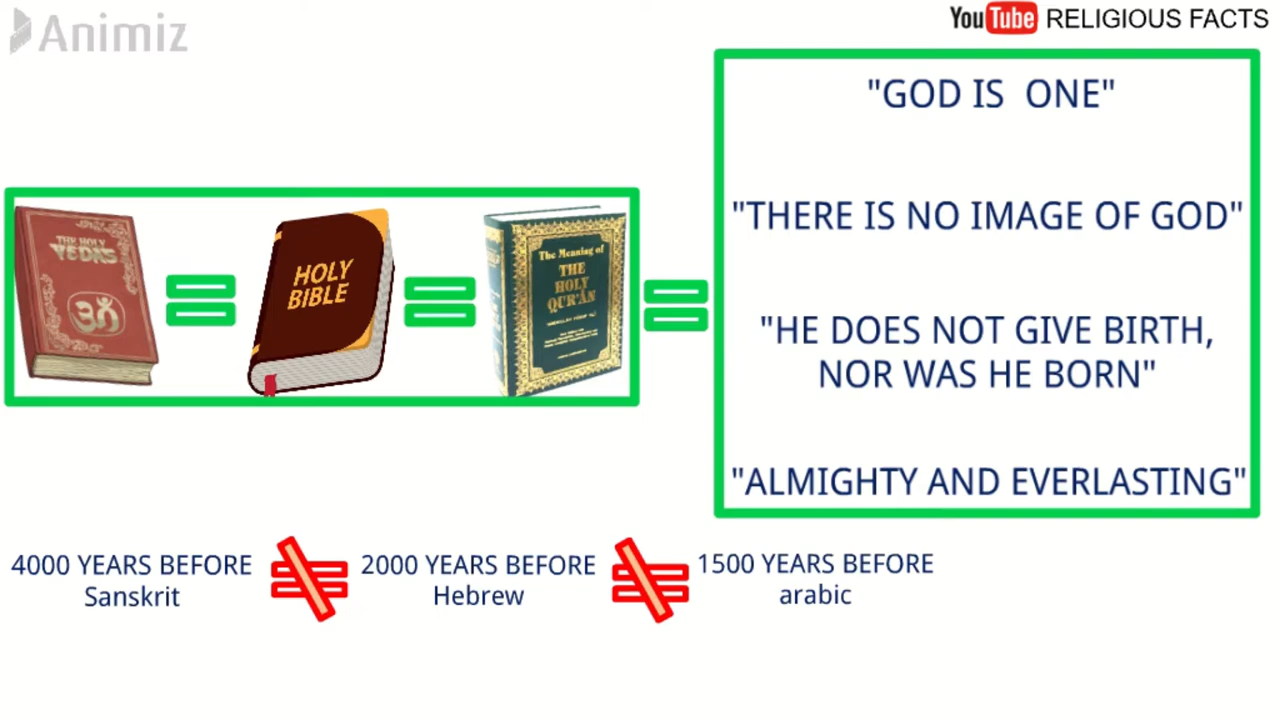 Animiz
YouTube RELIGIOUS FACTS
"GOD IS ONE"
"THERE IS NO IMAGE OF GOD"
"HE DOES NOT GIVE BIRTH,
NOR WAS HE BORN"
"ALMIGHTY AND EVERLASTING"
THE HOLY
VEDAS
ॐ
HOLY
BIBLE
The Meaning of
THE
HOLY
QUR'ĀN
4000 YEARS BEFORE
Sanskrit
2000 YEARS BEFORE
Hebrew
1500 YEARS BEFORE
arabic